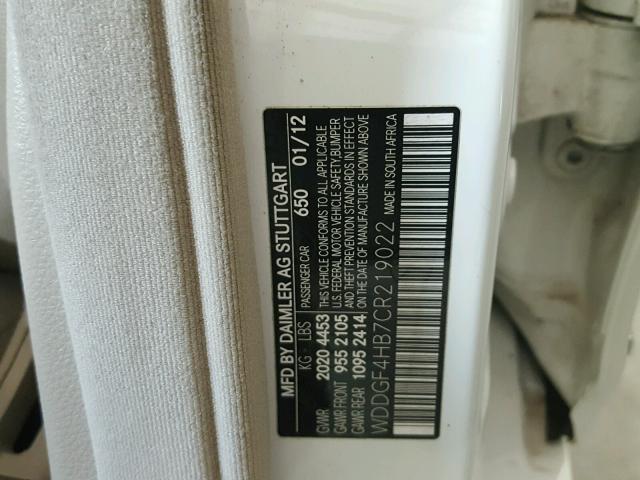 MFD BY DAIMLER AG STUTTGART
PASSENGER CAR 650 01/12
KG LBS
GVWR 2020 4453
GAWR FRONT 955 2105
GAWR REAR 1095 2414
THIS VEHICLE CONFORMS TO ALL APPLICABLE
U.S. FEDERAL MOTOR VEHICLE SAFETY, BUMPER
AND THEFT PREVENTION STANDARDS IN EFFECT
ON THE DATE OF MANUFACTURE SHOWN ABOVE
WDDGF4HB7CR219022
MADE IN SOUTH AFRICA